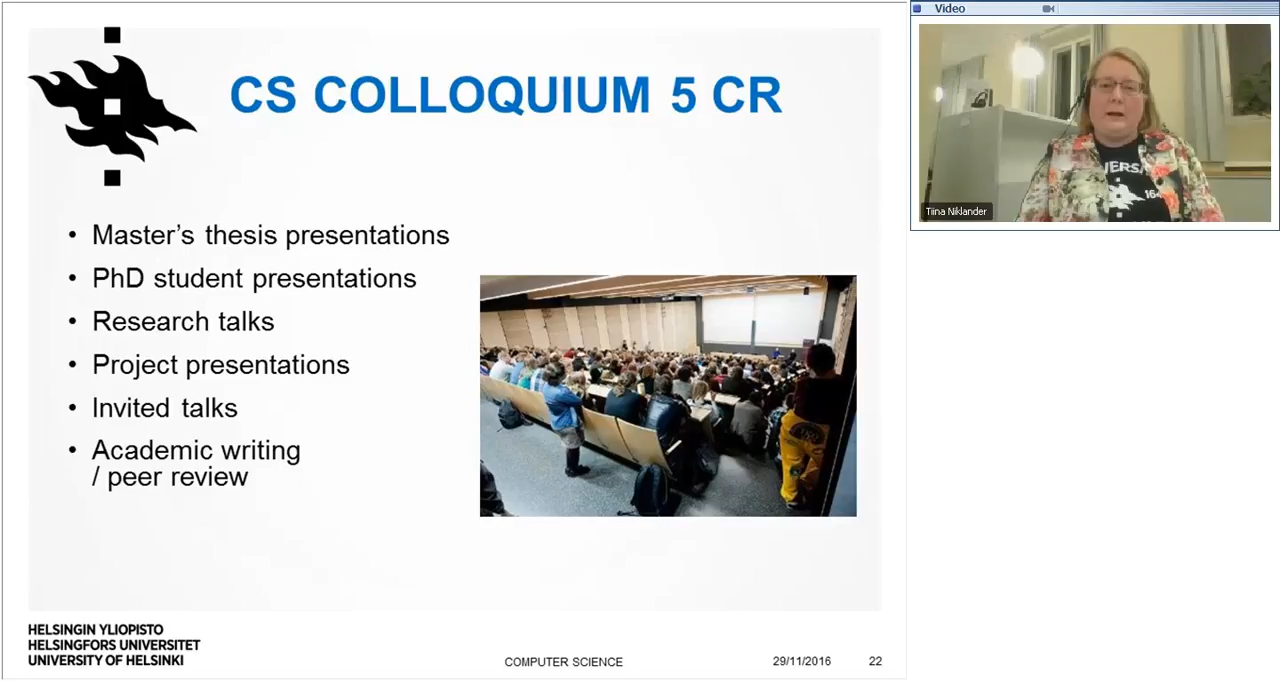 CS COLLOQUIUM 5 CR
• Master’s thesis presentations
• PhD student presentations
• Research talks
• Project presentations
• Invited talks
• Academic writing
/ peer review
HELSINGIN YLIOPISTO
HELSINGFORS UNIVERSITET
UNIVERSITY OF HELSINKI
COMPUTER SCIENCE
29/11/2016
22
Video
Tiina Niklander